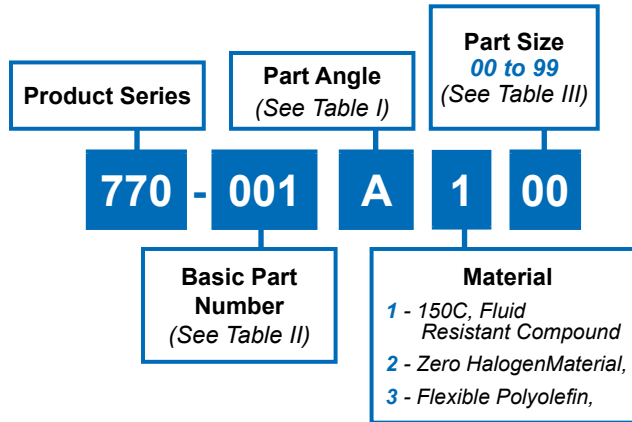 Product Series
Part Angle
(See Table I)
Part Size
00 to 99
(See Table III)
770 - 001 A 1 00
Basic Part
Number
(See Table II)
Material
1 - 150C, Fluid
Resistant Compound
2 - Zero HalogenMaterial,
3 - Flexible Polyolefin,